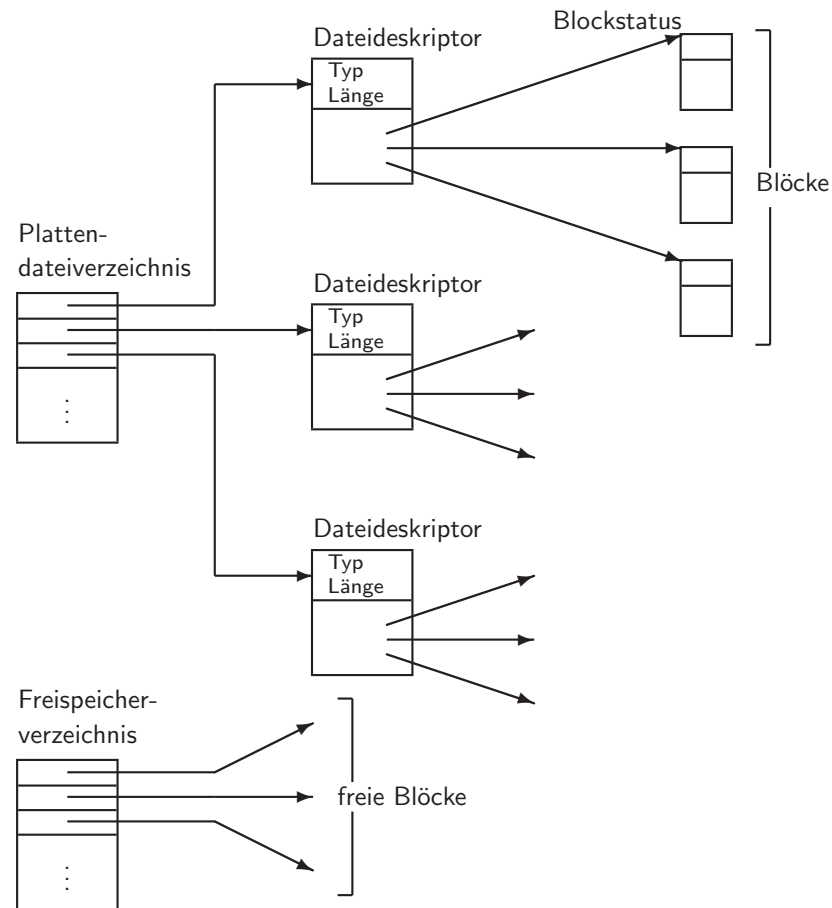 Blockstatus
Dateideskriptor
Typ
Länge
Blöcke
Platten-
dateiverzeichnis
Dateideskriptor
Typ
Länge
⋮
Dateideskriptor
Typ
Länge
Freispeicher-
verzeichnis
freie Blöcke
⋮